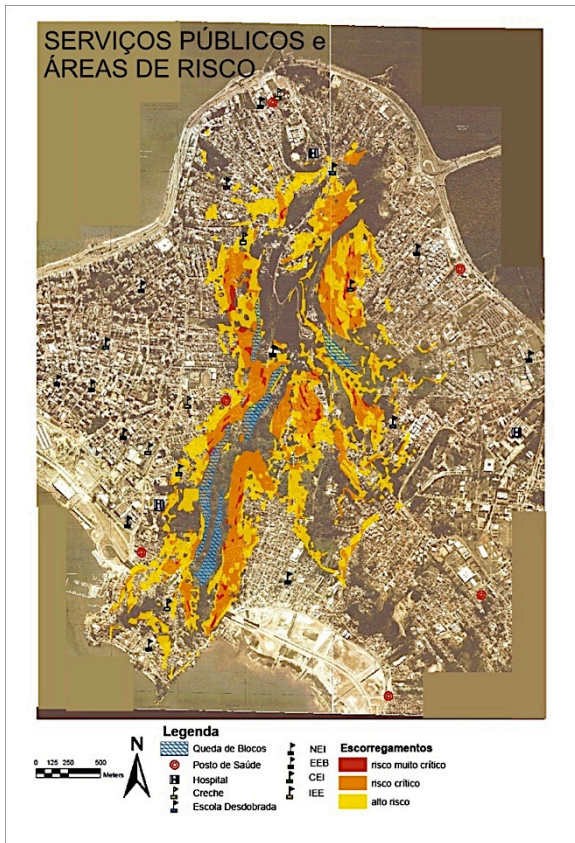 SERVIÇOS PÚBLICOS e
ÁREAS DE RISCO
Legenda
Queda de Blocos
Posto de Saúde
Hospital
Creche
Escola Desdobrada
NEI
EEB
CEI
IEE
Escorregamentos
risco muito crítico
risco crítico
alto risco
N
0 125 250 500
Meters